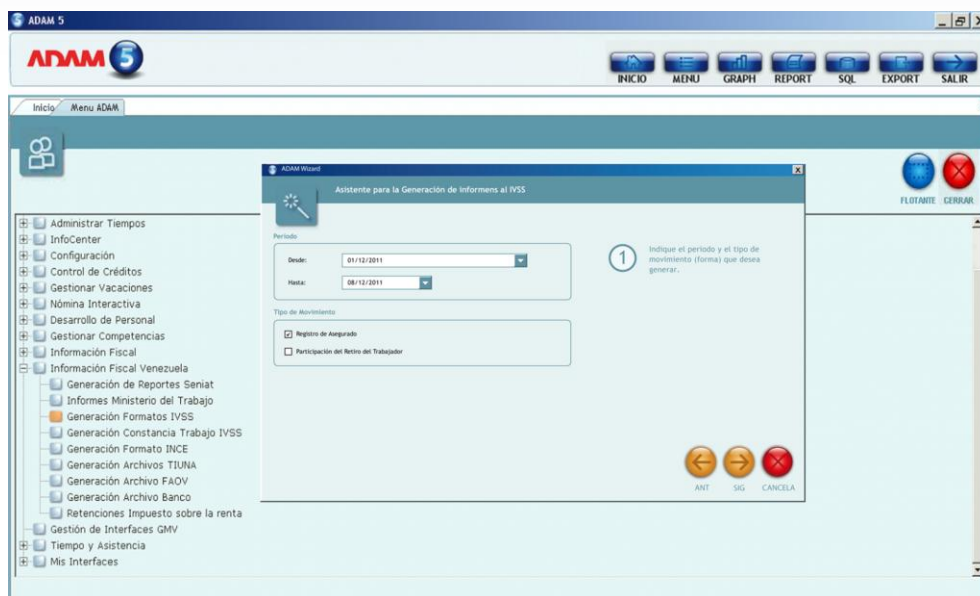 ADAM 5
ADAM 5
INICIO MENU GRAPH REPORT SQL EXPORT SALIR
Inicio Menu ADAM
FLOTANTE CERRAR
ADAM Wizard
Asistente para la Generación de informens al IVSS
Periodo
Desde: 01/12/2011
Hasta: 08/12/2011
1 Indique el periodo y el tipo de
movimiento (forma) que desea
generar.
Tipo de Movimiento
Registro de Asegurado
Participación del Retiro del Trabajador
ANT SIG CANCELA
Administrar Tiempos
InfoCenter
Configuración
Control de Créditos
Gestionar Vacaciones
Nómina Interactiva
Desarrollo de Personal
Gestionar Competencias
Información Fiscal
Información Fiscal Venezuela
Generación de Reportes Seniat
Informes Ministerio del Trabajo
Generación Formatos IVSS
Generación Constancia Trabajo IVSS
Generación Formato INCE
Generación Archivos TIUNA
Generación Archivo FAOV
Generación Archivo Banco
Retenciones Impuesto sobre la renta
Gestión de Interfaces GMV
Tiempo y Asistencia
Mis Interfaces